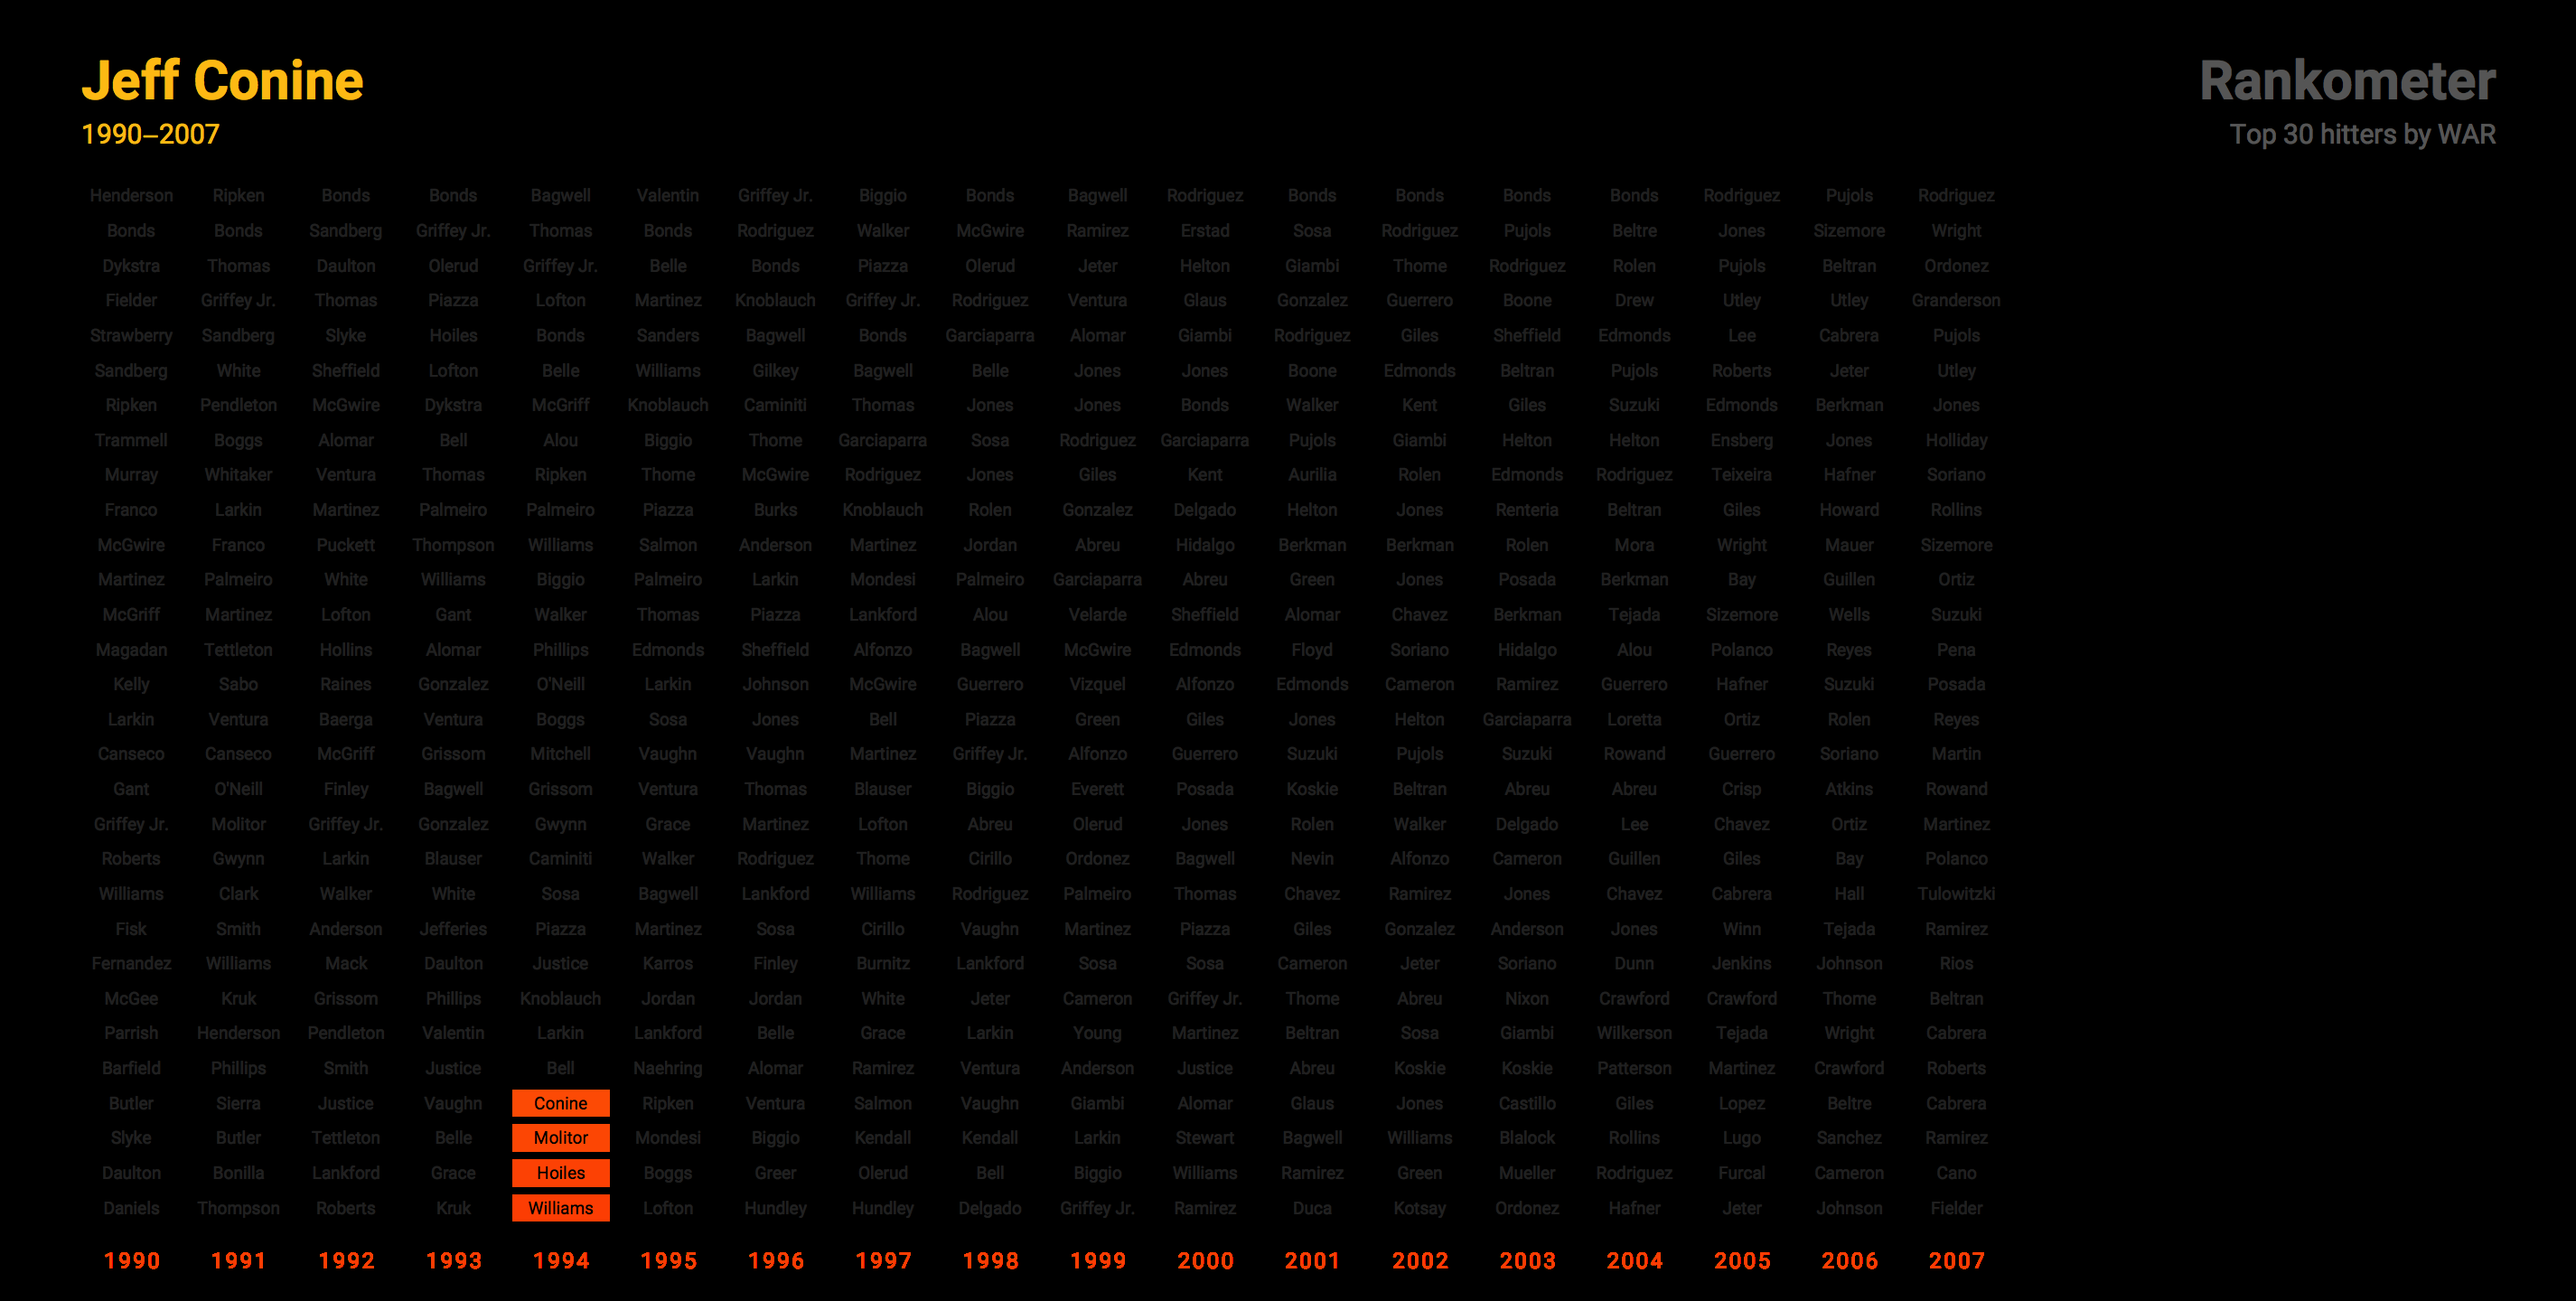 Jeff Conine
1990–2007
Rankometer
Top 30 hitters by WAR
Henderson Ripken Bonds Bonds Bagwell Valentin Griffey Jr. Biggio Bonds Bagwell Rodriguez Bonds Bonds Bonds Bonds Rodriguez Pujols Rodriguez
Bonds Bonds Sandberg Griffey Jr. Thomas Bonds Rodriguez Walker McGwire Ramirez Erstad Sosa Rodriguez Pujols Beltre Jones Sizemore Wright
Dykstra Thomas Daulton Olerud Griffey Jr. Belle Bonds Piazza Olerud Jeter Helton Giambi Thome Rodriguez Rolen Pujols Beltran Ordonez
Fielder Griffey Jr. Thomas Piazza Lofton Martinez Knoblauch Griffey Jr. Rodriguez Ventura Glaus Gonzalez Guerrero Boone Drew Utley Utley Granderson
Strawberry Sandberg Slyke Hoiles Bonds Sanders Bagwell Bonds Garciaparra Alomar Giambi Rodriguez Giles Sheffield Edmonds Lee Cabrera Pujols
Sandberg White Sheffield Lofton Belle Williams Gilkey Bagwell Belle Jones Jones Boone Edmonds Beltran Pujols Roberts Jeter Utley
Ripken Pendleton McGwire Dykstra McGriff Knoblauch Caminiti Thomas Jones Jones Bonds Walker Kent Giles Suzuki Edmonds Berkman Jones
Trammell Boggs Alomar Bell Alou Biggio Thome Garciaparra Sosa Rodriguez Garciaparra Pujols Giambi Helton Helton Ensberg Jones Holliday
Murray Whitaker Ventura Thomas Ripken Thome McGwire Rodriguez Jones Giles Kent Aurilia Rolen Edmonds Rodriguez Teixeira Hafner Soriano
Franco Larkin Martinez Palmeiro Palmeiro Piazza Burks Knoblauch Rolen Gonzalez Delgado Helton Jones Renteria Beltran Giles Howard Rollins
McGwire Franco Puckett Thompson Williams Salmon Anderson Martinez Jordan Abreu Hidalgo Berkman Berkman Rolen Mora Wright Mauer Sizemore
Martinez Palmeiro White Williams Biggio Palmeiro Larkin Mondesi Palmeiro Garciaparra Abreu Green Jones Posada Berkman Bay Guillen Ortiz
McGriff Martinez Lofton Gant Walker Thomas Piazza Lankford Alou Velarde Sheffield Alomar Chavez Berkman Tejada Sizemore Wells Suzuki
Magadan Tettleton Hollins Alomar Phillips Edmonds Sheffield Alfonzo Bagwell McGwire Edmonds Floyd Soriano Hidalgo Alou Polanco Reyes Pena
Kelly Sabo Raines Gonzalez O'Neill Larkin Johnson McGwire Guerrero Vizquel Alfonzo Edmonds Cameron Ramirez Guerrero Hafner Suzuki Posada
Larkin Ventura Baerga Ventura Boggs Sosa Jones Bell Piazza Green Giles Jones Helton Garciaparra Loretta Ortiz Rolen Reyes
Canseco Canseco McGriff Grissom Mitchell Vaughn Vaughn Martinez Griffey Jr. Alfonzo Guerrero Suzuki Pujols Suzuki Rowand Guerrero Soriano Martin
Gant O'Neill Finley Bagwell Grissom Ventura Thomas Blauser Biggio Everett Posada Koskie Beltran Abreu Abreu Crisp Atkins Rowand
Griffey Jr. Molitor Griffey Jr. Gonzalez Gwynn Grace Martinez Lofton Abreu Olerud Jones Rolen Walker Delgado Lee Chavez Ortiz Martinez
Roberts Gwynn Larkin Blauser Caminiti Walker Rodriguez Thome Cirillo Ordonez Bagwell Nevin Alfonzo Cameron Guillen Giles Bay Polanco
Williams Clark Walker White Sosa Bagwell Lankford Williams Rodriguez Palmeiro Thomas Chavez Ramirez Jones Chavez Cabrera Hall Tulowitzki
Fisk Smith Anderson Jefferies Piazza Martinez Sosa Cirillo Vaughn Martinez Piazza Giles Gonzalez Anderson Jones Winn Tejada Ramirez
Fernandez Williams Mack Daulton Justice Karros Finley Burnitz Lankford Sosa Sosa Cameron Jeter Soriano Dunn Jenkins Johnson Rios
McGee Kruk Grissom Phillips Knoblauch Jordan Jordan White Jeter Cameron Griffey Jr. Thome Abreu Nixon Crawford Crawford Thome Beltran
Parrish Henderson Pendleton Valentin Larkin Lankford Belle Grace Larkin Young Martinez Beltran Sosa Giambi Wilkerson Tejada Wright Cabrera
Barfield Phillips Smith Justice Bell Naehring Alomar Ramirez Ventura Anderson Justice Abreu Koskie Koskie Patterson Martinez Crawford Roberts
Butler Sierra Justice Vaughn Conine Ripken Ventura Salmon Vaughn Giambi Alomar Glaus Jones Castillo Giles Lopez Beltre Cabrera
Slyke Butler Tettleton Belle Molitor Mondesi Biggio Kendall Kendall Larkin Stewart Bagwell Williams Blalock Rollins Lugo Sanchez Ramirez
Daulton Bonilla Lankford Grace Hoiles Boggs Greer Olerud Bell Biggio Williams Ramirez Green Mueller Rodriguez Furcal Cameron Cano
Daniels Thompson Roberts Kruk Williams Lofton Hundley Hundley Delgado Griffey Jr. Ramirez Duca Kotsay Ordonez Hafner Jeter Johnson Fielder
1990 1991 1992 1993 1994 1995 1996 1997 1998 1999 2000 2001 2002 2003 2004 2005 2006 2007